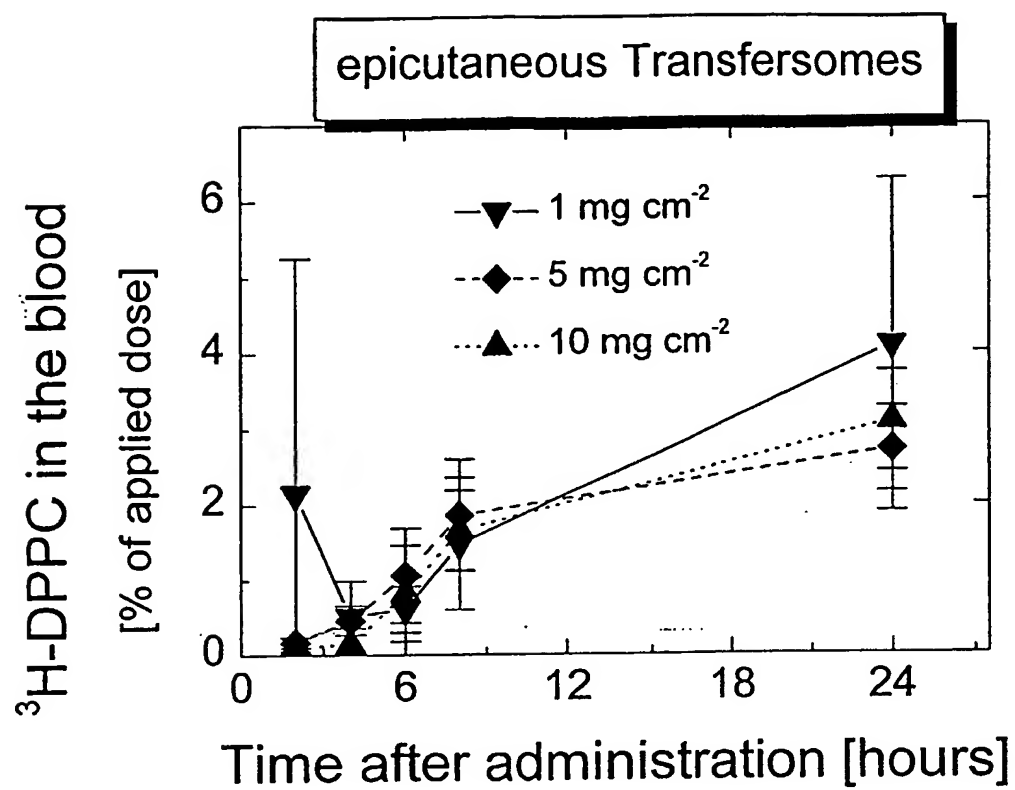 epicutaneous Transfersomes
³H-DPPC in the blood
[% of applied dose]
6
4
2
0
1 mg cm⁻²
5 mg cm⁻²
10 mg cm⁻²
0 6 12 18 24
Time after administration [hours]